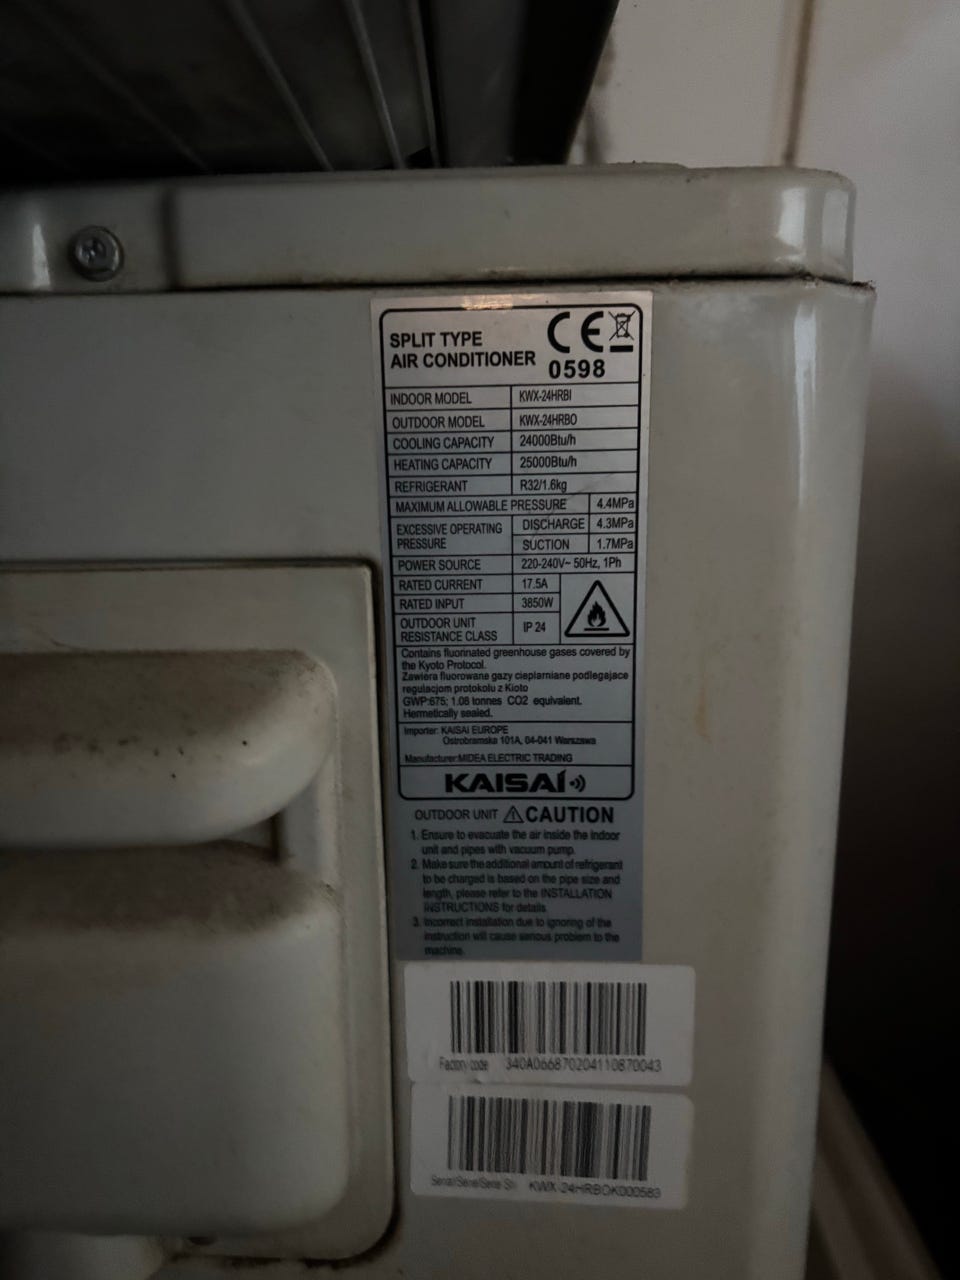 SPLIT TYPE
AIR CONDITIONER
CE
0598
INDOOR MODEL KWX-24HRBI
OUTDOOR MODEL KWX-24HRBO
COOLING CAPACITY 24000Btu/h
HEATING CAPACITY 25000Btu/h
REFRIGERANT R32/1.6kg
MAXIMUM ALLOWABLE PRESSURE 4.4MPa
EXCESSIVE OPERATING PRESSURE DISCHARGE 4.3MPa
SUCTION 1.7MPa
POWER SOURCE 220-240V~ 50Hz, 1Ph
RATED CURRENT 17.5A
RATED INPUT 3850W
OUTDOOR UNIT
RESISTANCE CLASS IP 24
Contains fluorinated greenhouse gases covered by
the Kyoto Protocol.
Zawiera fluorowane gazy cieplarniane podlegające
regulacjom protokołu z Kioto
GWP:675; 1.08 tonnes CO2 equivalent.
Hermetically sealed.
Importer: KAISAI EUROPE
Ostrobramska 101A, 04-041 Warszawa
Manufacturer:MIDEA ELECTRIC TRADING
KAISAI
OUTDOOR UNIT CAUTION
1. Ensure to evacuate the air inside the indoor
unit and pipes with vacuum pump.
2. Make sure the additional amount of refrigerant
to be charged is based on the pipe size and
length, please refer to the INSTALLATION
INSTRUCTIONS for details.
3. Incorrect installation due to ignoring of the
instruction will cause serious problem to the
machine.
Factory code 340A066870204110870043
Serial/Série/Serie S/n KWX-24HRBOK000583